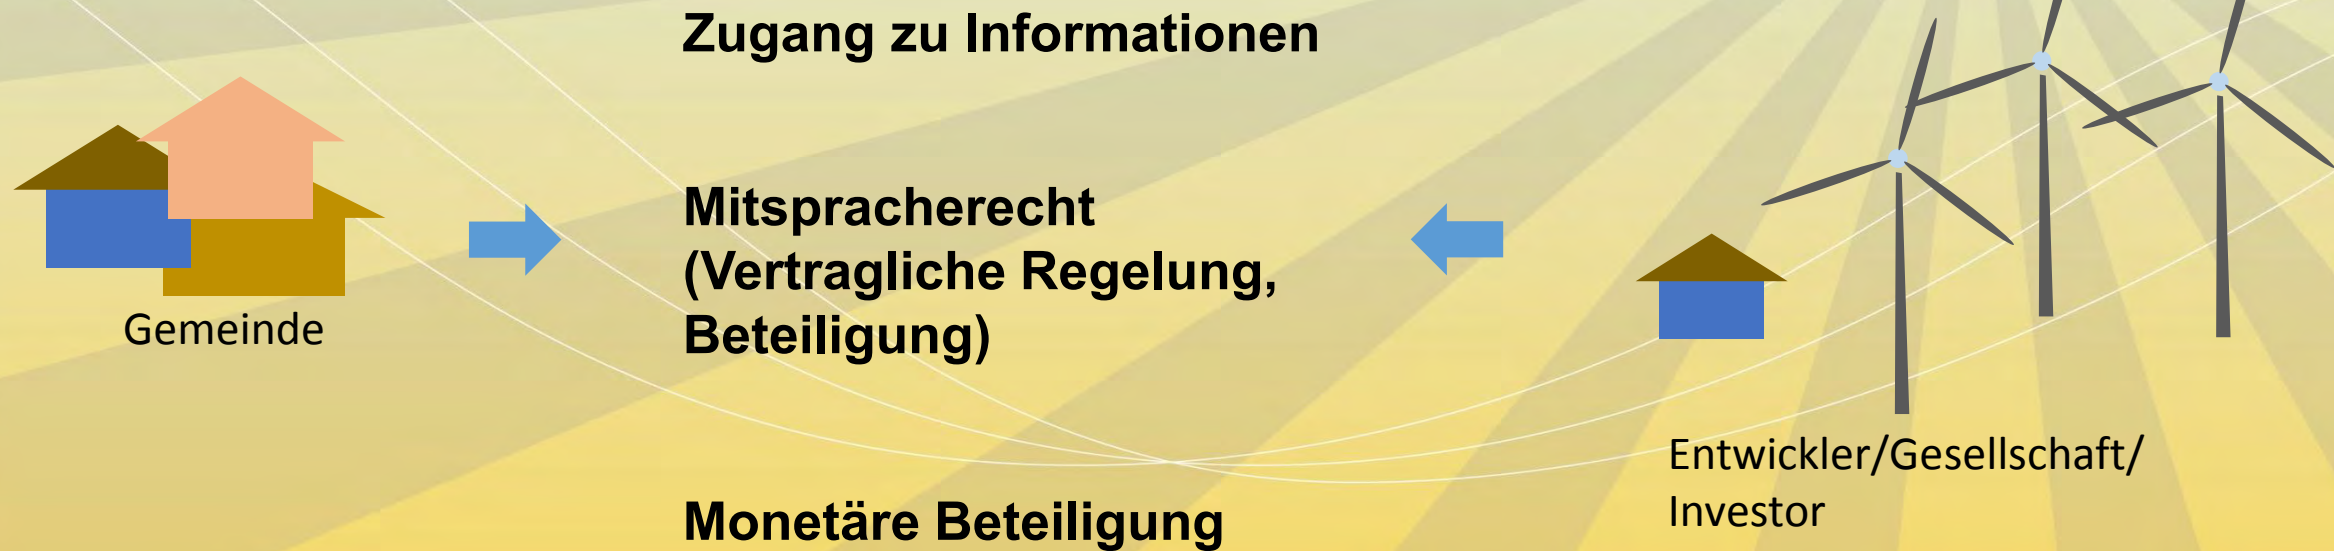 Zugang zu Informationen
Mitspracherecht
(Vertragliche Regelung,
Beteiligung)
Monetäre Beteiligung
Gemeinde
Entwickler/Gesellschaft/
Investor